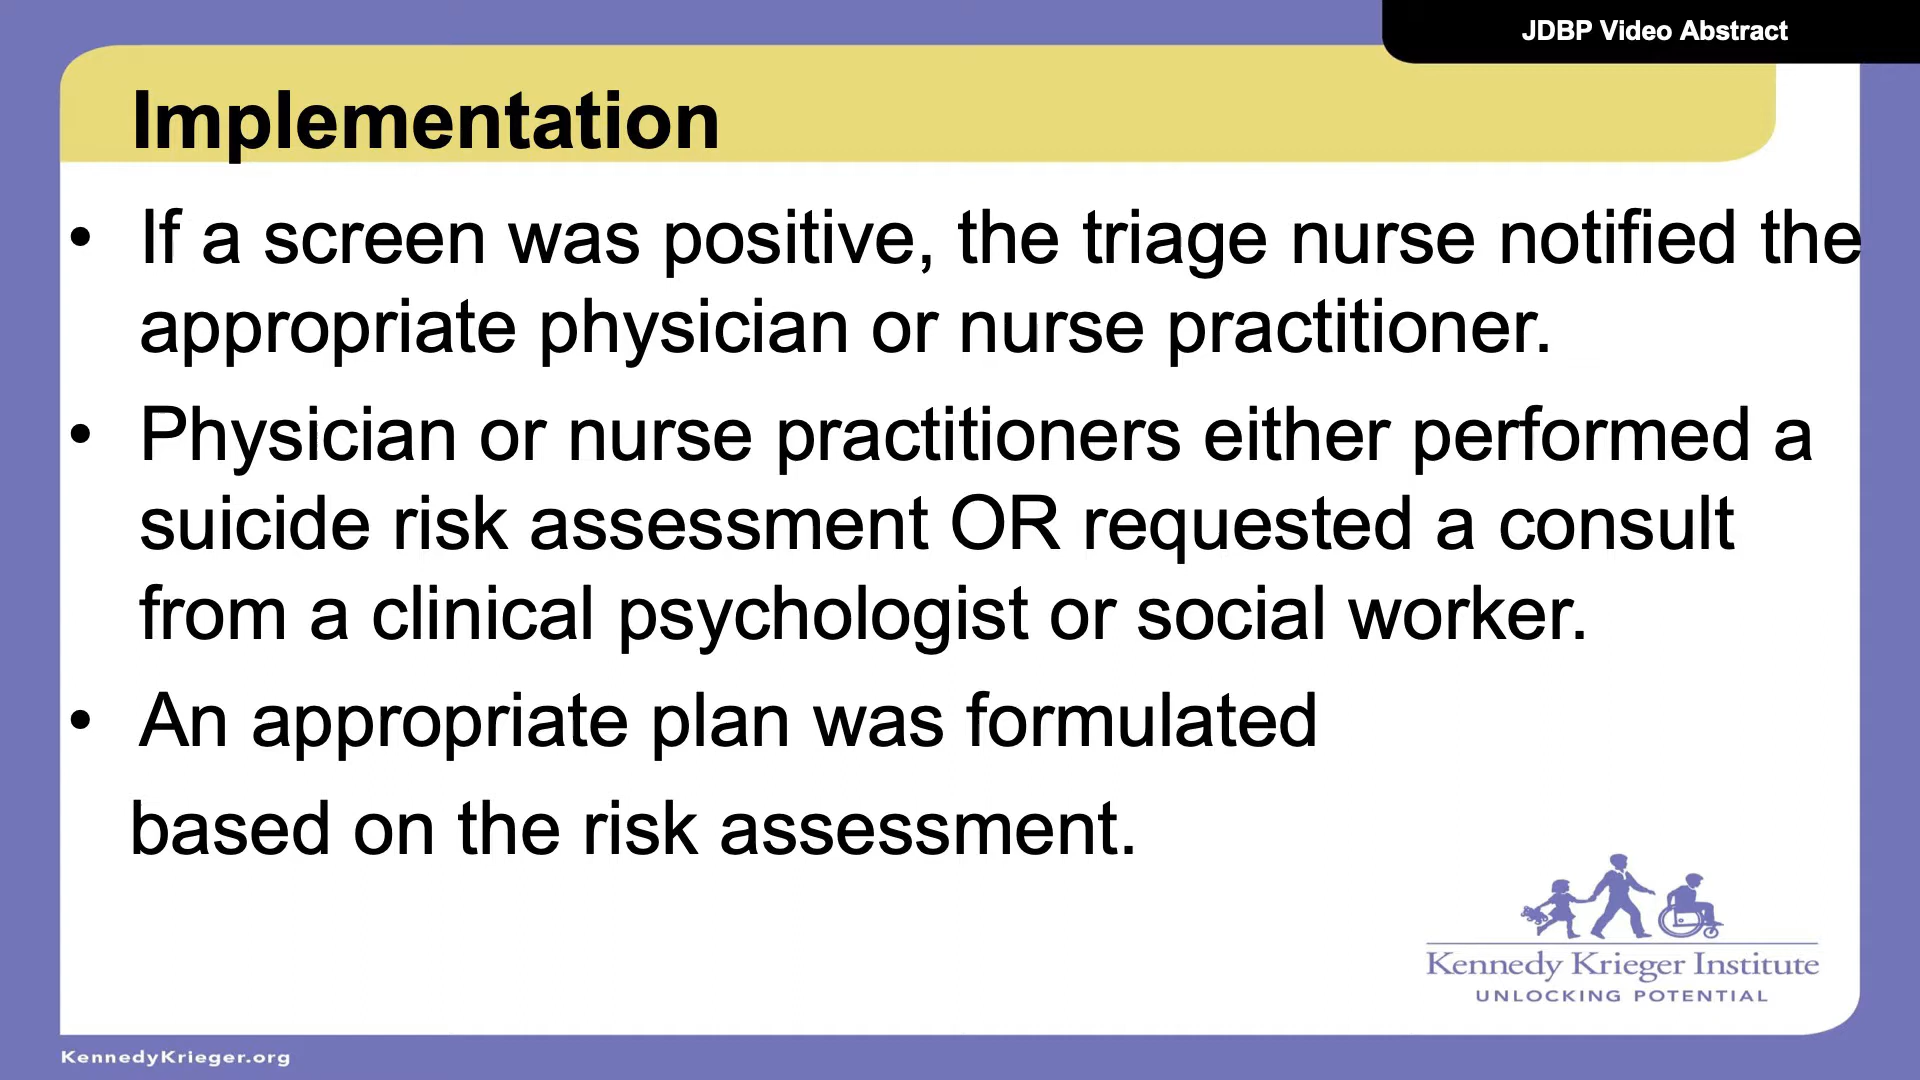 JDBP Video Abstract
Implementation
• If a screen was positive, the triage nurse notified the
appropriate physician or nurse practitioner.
• Physician or nurse practitioners either performed a
suicide risk assessment OR requested a consult
from a clinical psychologist or social worker.
• An appropriate plan was formulated
based on the risk assessment.
Kennedy Krieger Institute
UNLOCKING POTENTIAL
KennedyKrieger.org